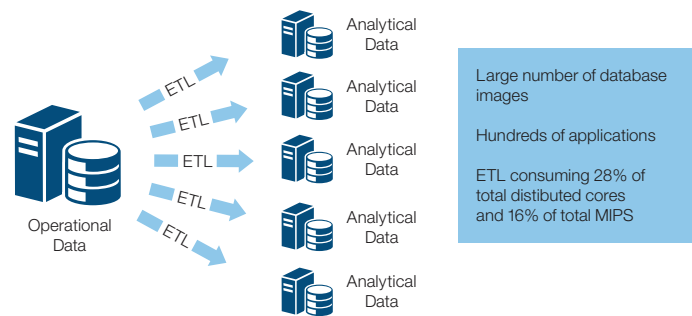 Operational
Data
ETL
ETL
ETL
ETL
ETL
Analytical
Data
Analytical
Data
Analytical
Data
Analytical
Data
Analytical
Data
Large number of database
images
Hundreds of applications
ETL consuming 28% of
total distibuted cores
and 16% of total MIPS